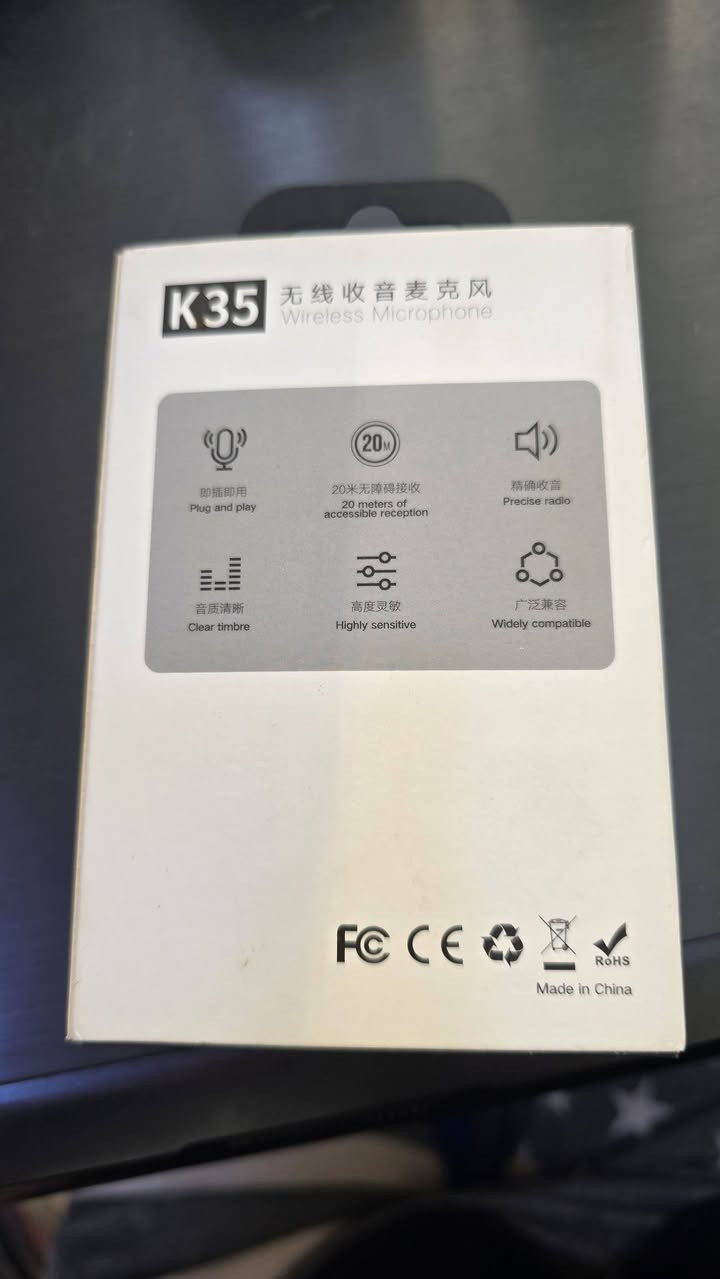 K35
无线收音麦克风
Wireless Microphone
20M
即插即用
Plug and play
20米无障碍接收
20 meters of
accessible reception
精确收音
Precise radio
音质清晰
Clear timbre
高度灵敏
Highly sensitive
广泛兼容
Widely compatible
FC CE RoHS
Made in China